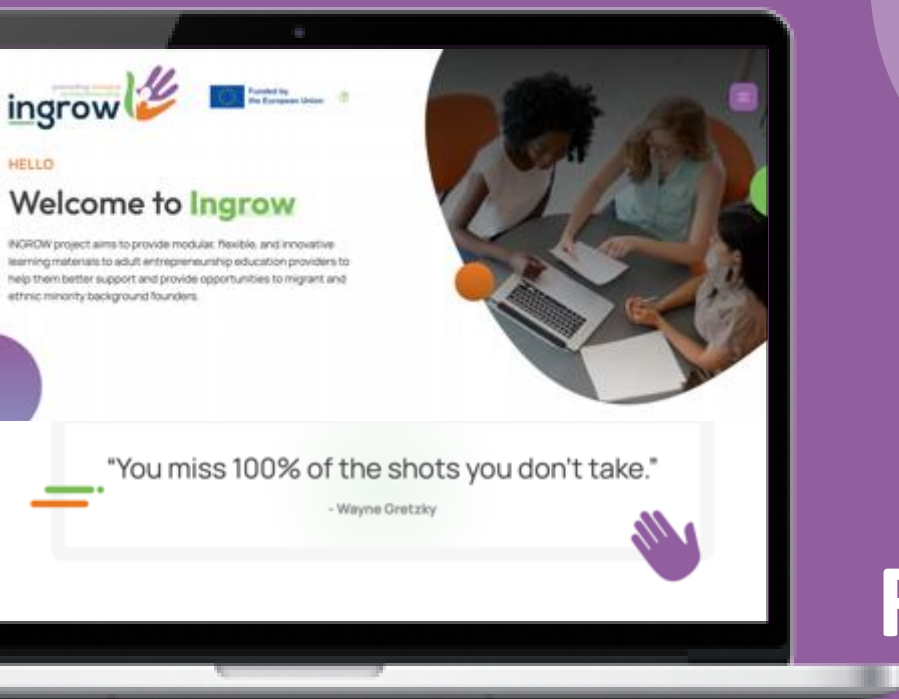 ingrow
Funded by
the European Union
HELLO
Welcome to Ingrow
INGROW project aims to provide modular, flexible, and innovative
learning materials to adult entrepreneurship education providers to
help them better support and provide opportunities to migrant and
ethnic minority background founders.
“You miss 100% of the shots you don't take.”
- Wayne Gretzky